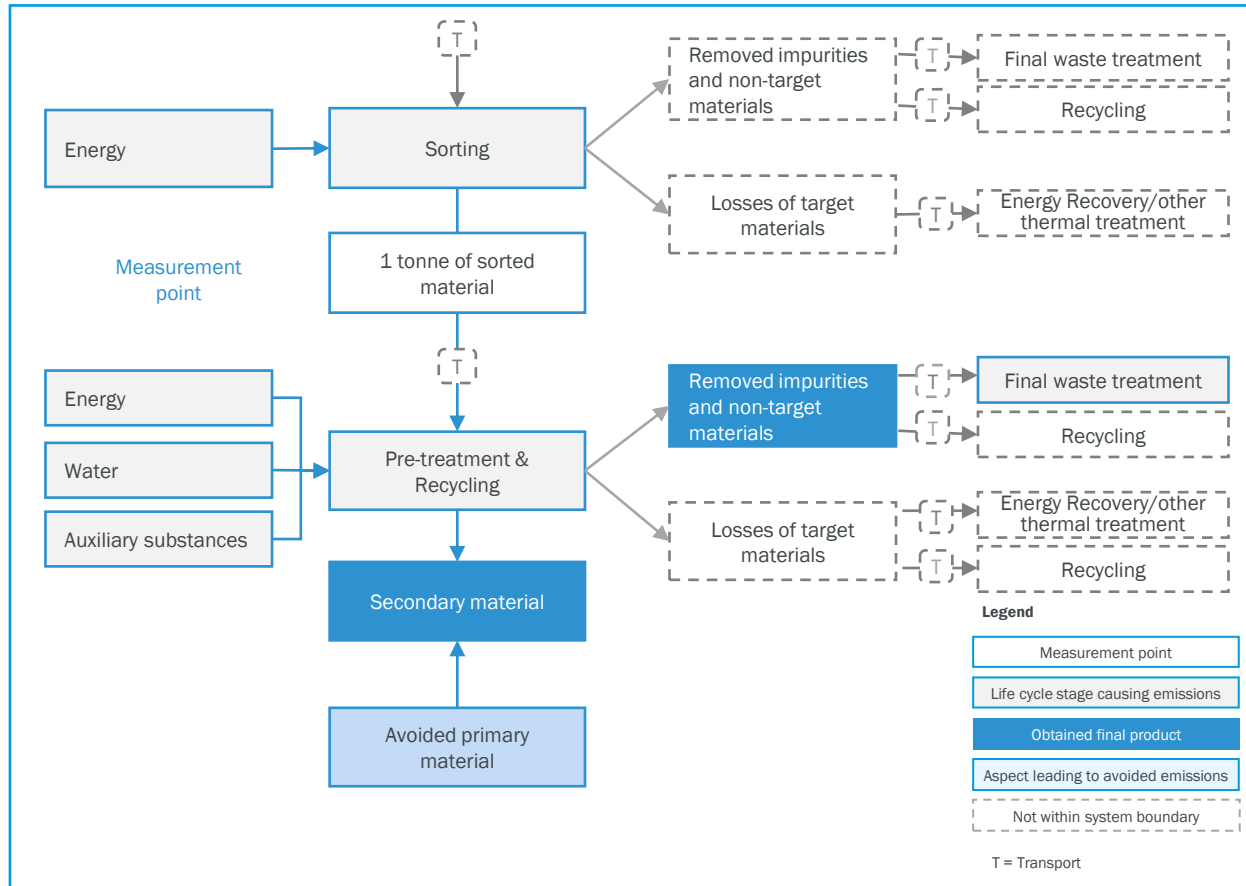 T
Removed impurities
and non-target
materials
T
Final waste treatment
T
Recycling
Energy
Sorting
Losses of target
materials
T
Energy Recovery/other
thermal treatment
Measurement
point
1 tonne of sorted
material
T
Removed impurities
and non-target
materials
T
Final waste treatment
T
Recycling
Energy
Water
Auxiliary substances
Pre-treatment &
Recycling
Losses of target
materials
T
Energy Recovery/other
thermal treatment
T
Recycling
Secondary material
Avoided primary
material
Legend
Measurement point
Life cycle stage causing emissions
Obtained final product
Aspect leading to avoided emissions
Not within system boundary
T = Transport